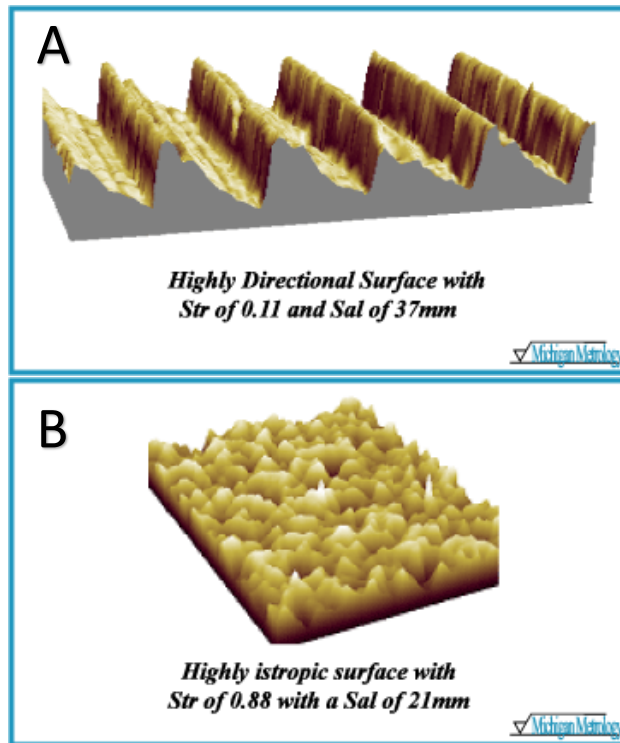 A
Highly Directional Surface with
Str of 0.11 and Sal of 37mm
Michigan Metrology
B
Highly istropic surface with
Str of 0.88 with a Sal of 21mm
Michigan Metrology